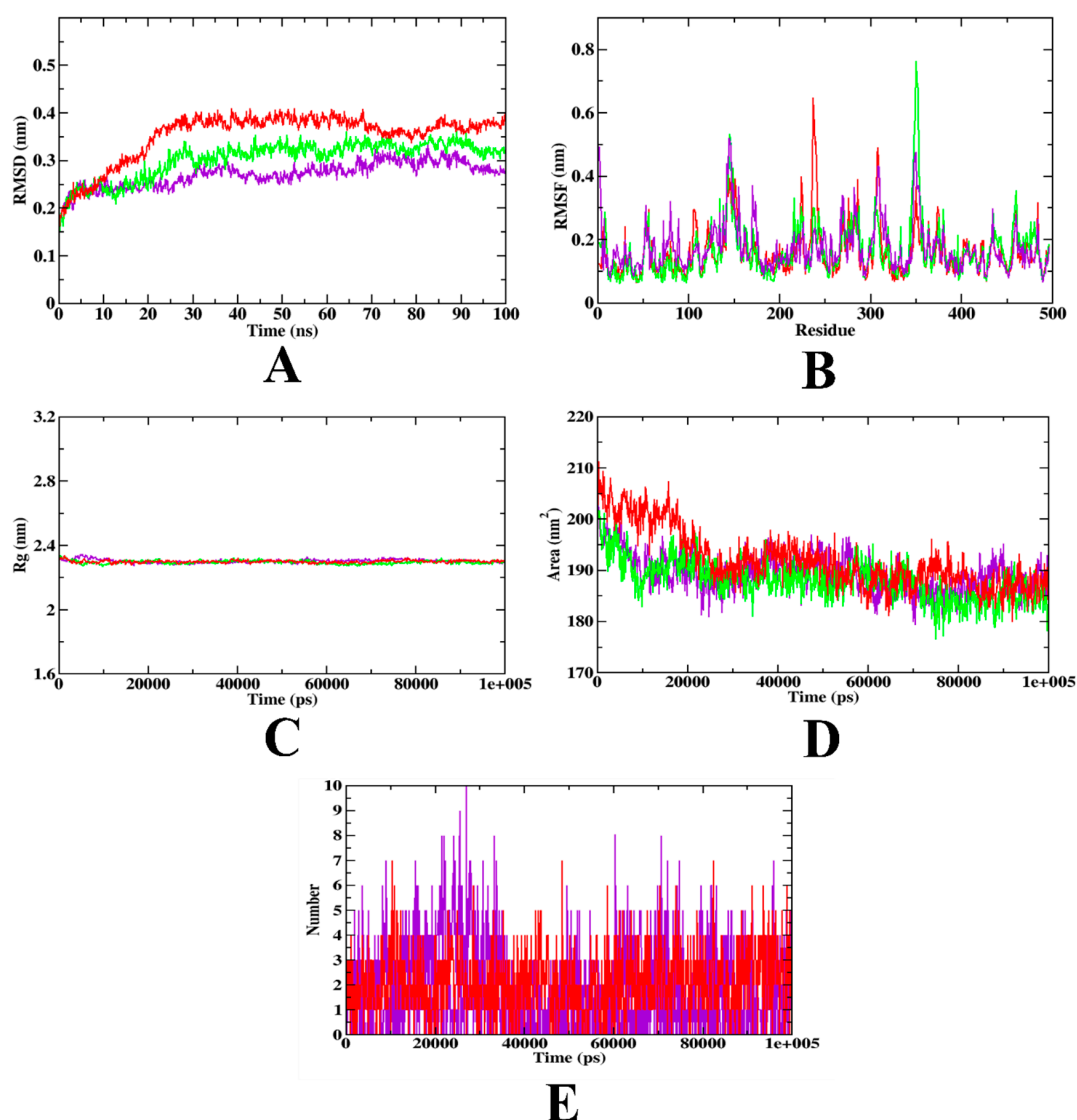 0.5
0.4
0.3
0.2
0.1
0
RMSD (nm)
0 10 20 30 40 50 60 70 80 90 100
Time (ns)
A
0.8
0.6
0.4
0.2
0
RMSF (nm)
0 100 200 300 400 500
Residue
B
3.2
2.8
2.4
2
1.6
Rg (nm)
0 20000 40000 60000 80000 1e+005
Time (ps)
C
220
210
200
190
180
170
Area (nm²)
0 20000 40000 60000 80000 1e+005
Time (ps)
D
10
9
8
7
6
5
4
3
2
1
0
Number
0 20000 40000 60000 80000 1e+005
Time (ps)
E